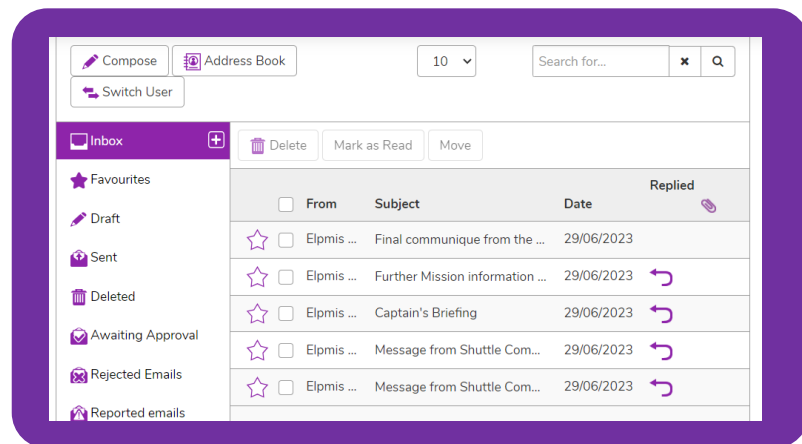 Compose
Address Book
10
Search for...
Switch User
Inbox
Delete
Mark as Read
Move
Favourites
Draft
Sent
Deleted
Awaiting Approval
Rejected Emails
Reported emails
From Subject Date Replied
Elpmis ... Final communique from the ... 29/06/2023
Elpmis ... Further Mission information ... 29/06/2023
Elpmis ... Captain's Briefing 29/06/2023
Elpmis ... Message from Shuttle Com... 29/06/2023
Elpmis ... Message from Shuttle Com... 29/06/2023